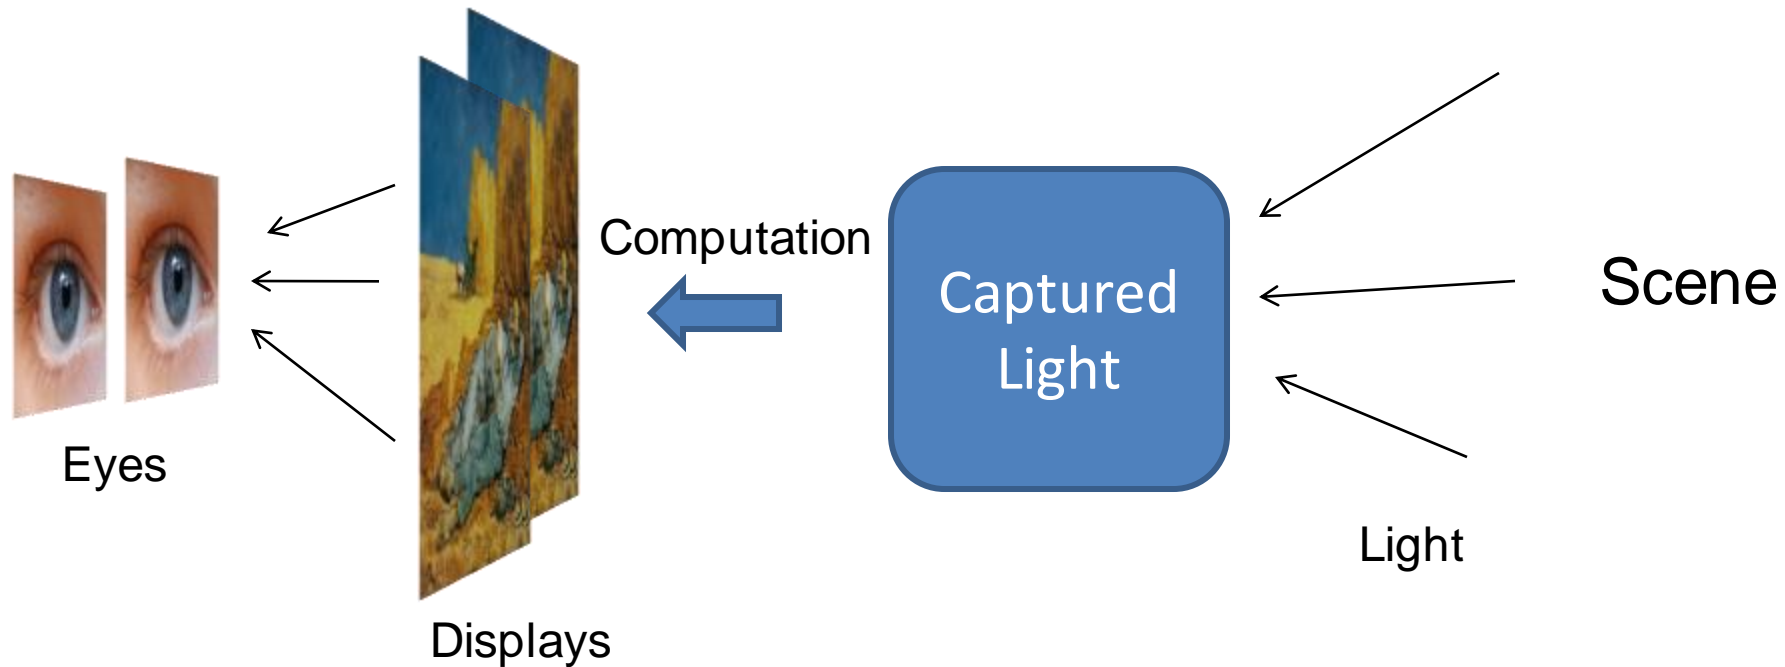 Computation
Captured
Light
Scene
Eyes
Light
Displays